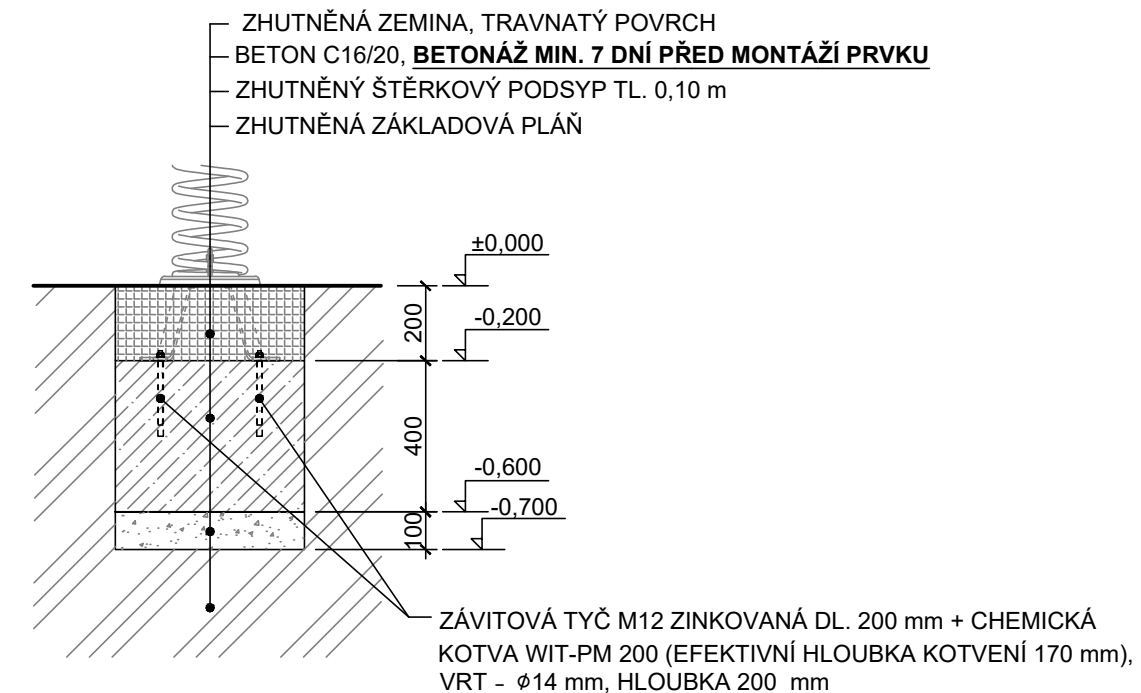 ZHUTNĚNÁ ZEMINA, TRAVNATÝ POVRCH
BETON C16/20, BETONÁŽ MIN. 7 DNÍ PŘED MONTÁŽÍ PRVKU
ZHUTNĚNÝ ŠTĚRKOVÝ PODSYP TL. 0,10 m
ZHUTNĚNÁ ZÁKLADOVÁ PLÁŇ
±0,000
200
-0,200
400
-0,600
-0,700
100
ZÁVITOVÁ TYČ M12 ZINKOVANÁ DL. 200 mm + CHEMICKÁ
KOTVA WIT-PM 200 (EFEKTIVNÍ HLOUBKA KOTVENÍ 170 mm),
VRT - ⌀14 mm, HLOUBKA 200 mm